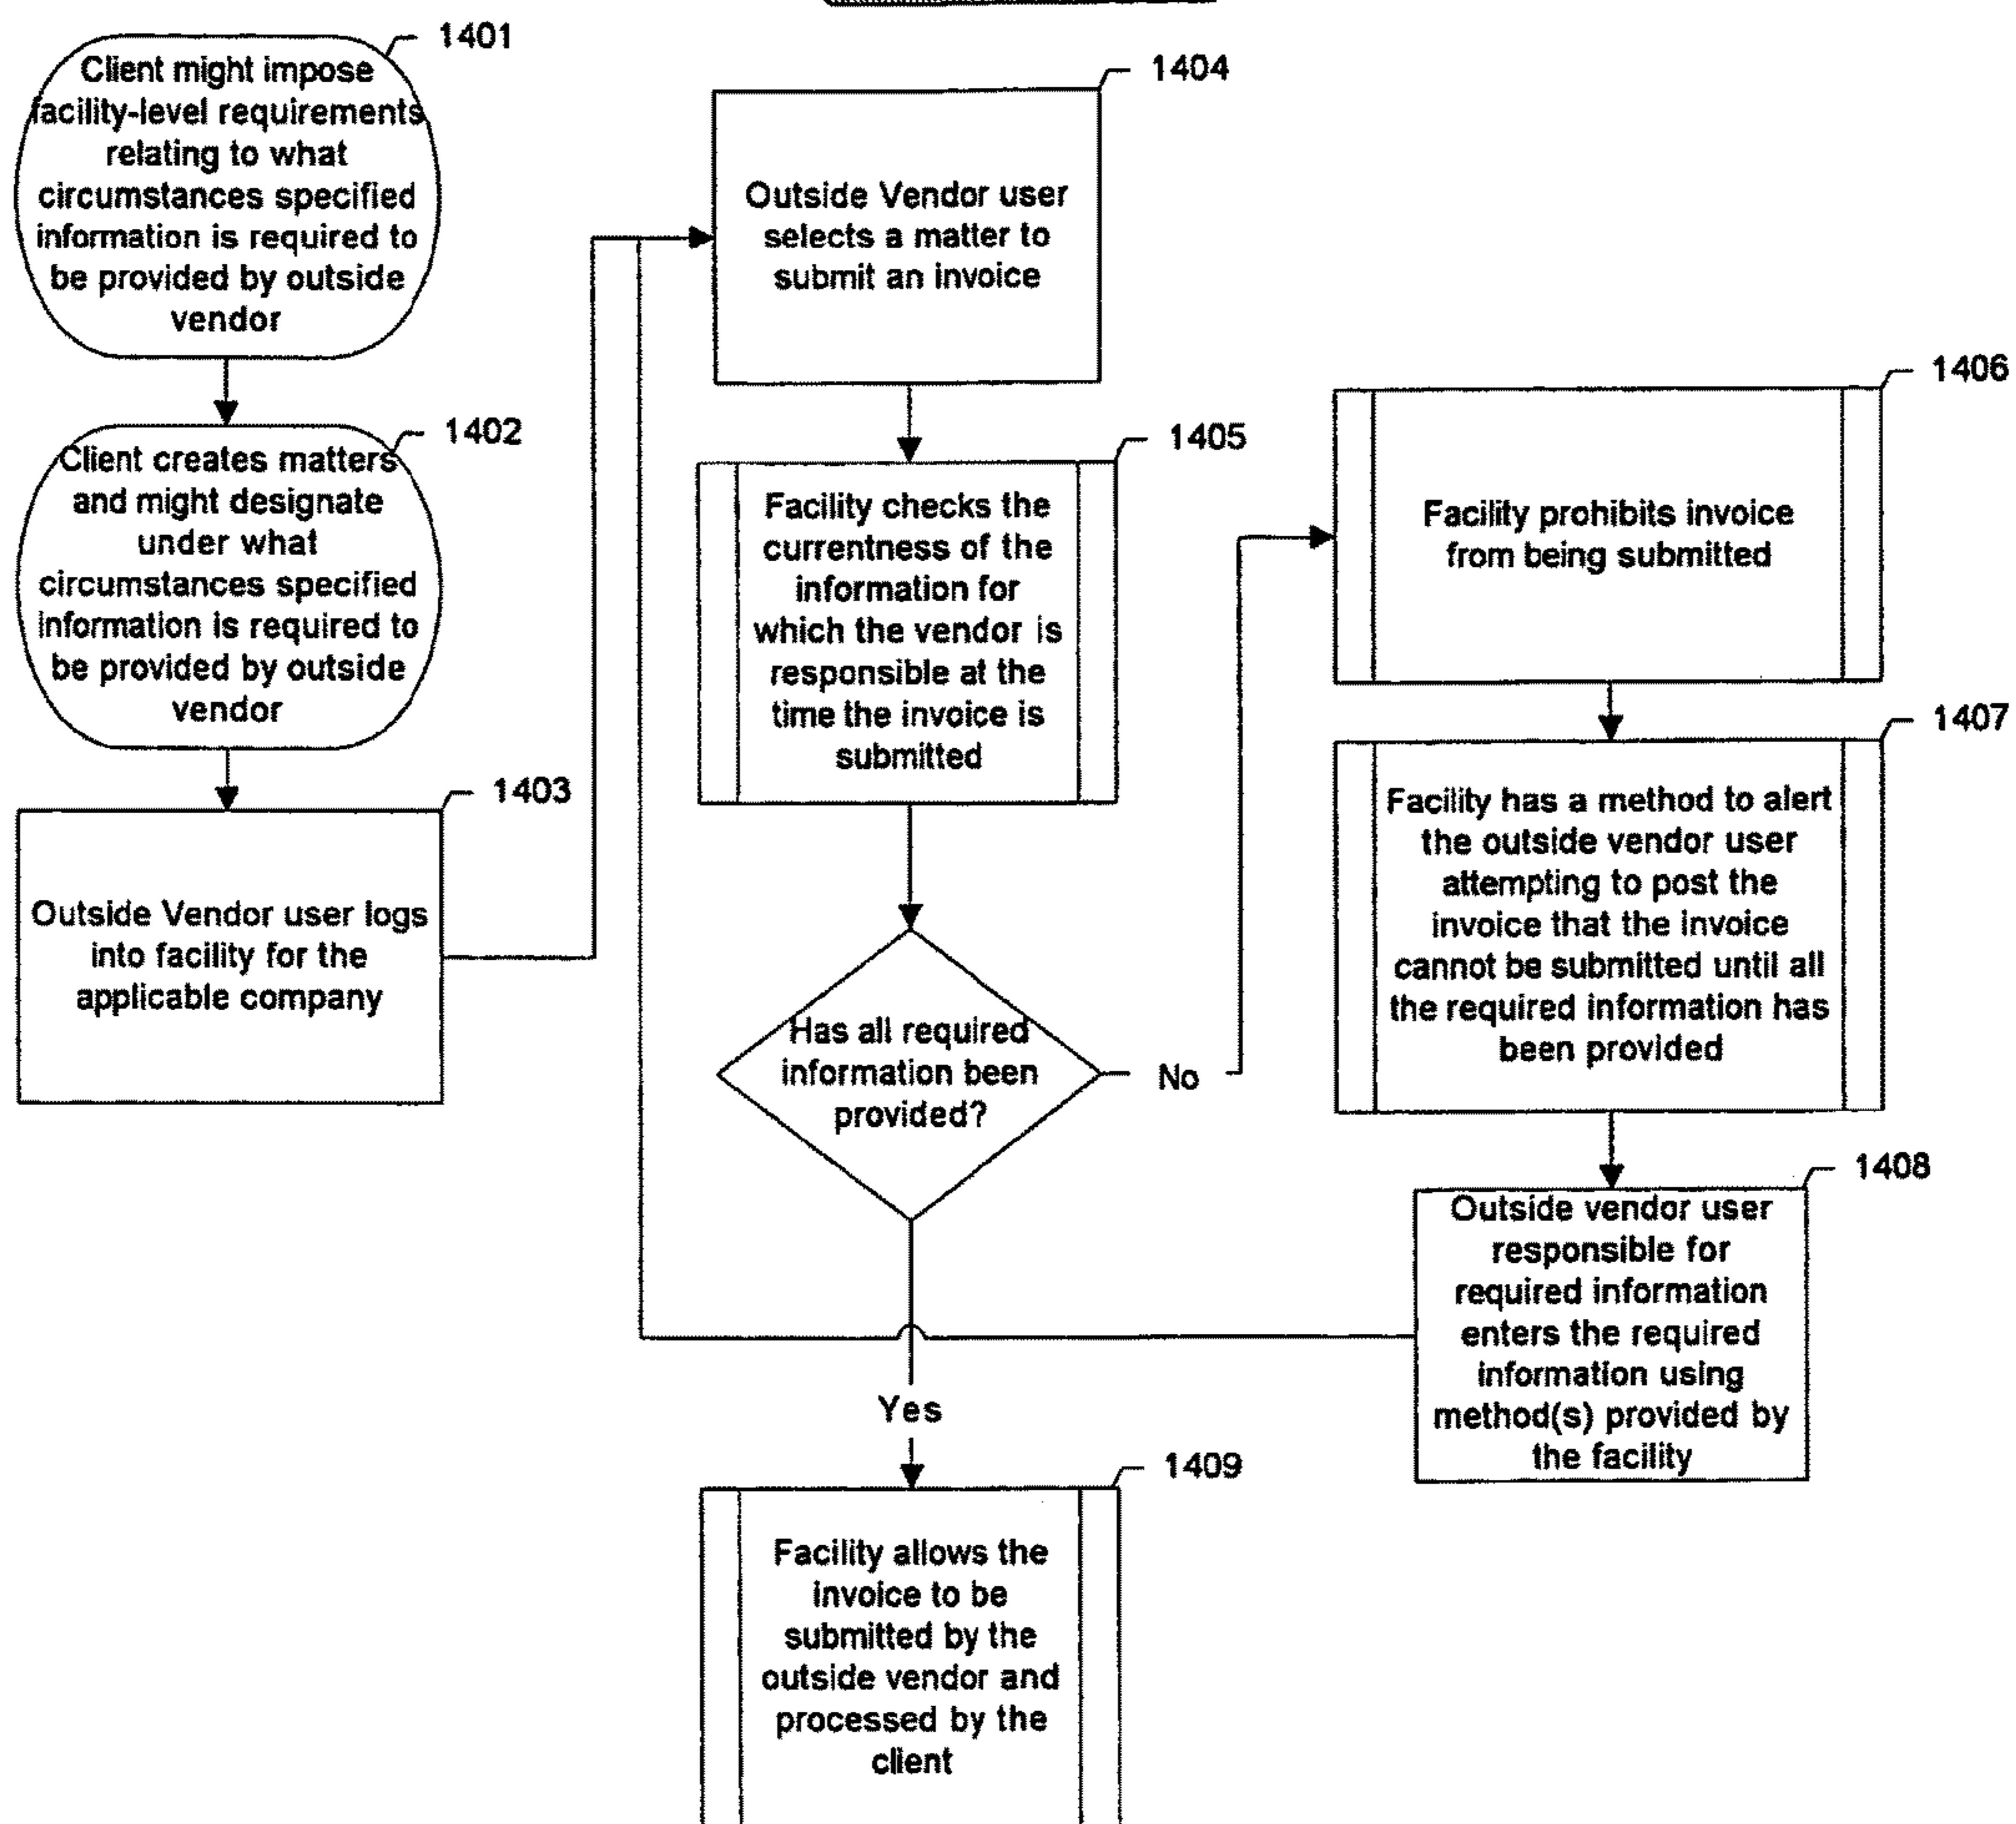 1401
Client might impose
facility-level requirements
relating to what
circumstances specified
information is required to
be provided by outside
vendor
1402
Client creates matters
and might designate
under what
circumstances specified
information is required to
be provided by outside
vendor
1403
Outside Vendor user logs
into facility for the
applicable company
1404
Outside Vendor user
selects a matter to
submit an invoice
1405
Facility checks the
currentness of the
information for
which the vendor is
responsible at the
time the invoice is
submitted
Has all required
information been
provided?
No
1406
Facility prohibits invoice
from being submitted
1407
Facility has a method to alert
the outside vendor user
attempting to post the
invoice that the invoice
cannot be submitted until all
the required information has
been provided
1408
Outside vendor user
responsible for
required information
enters the required
information using
method(s) provided by
the facility
Yes
1409
Facility allows the
invoice to be
submitted by the
outside vendor and
processed by the
client